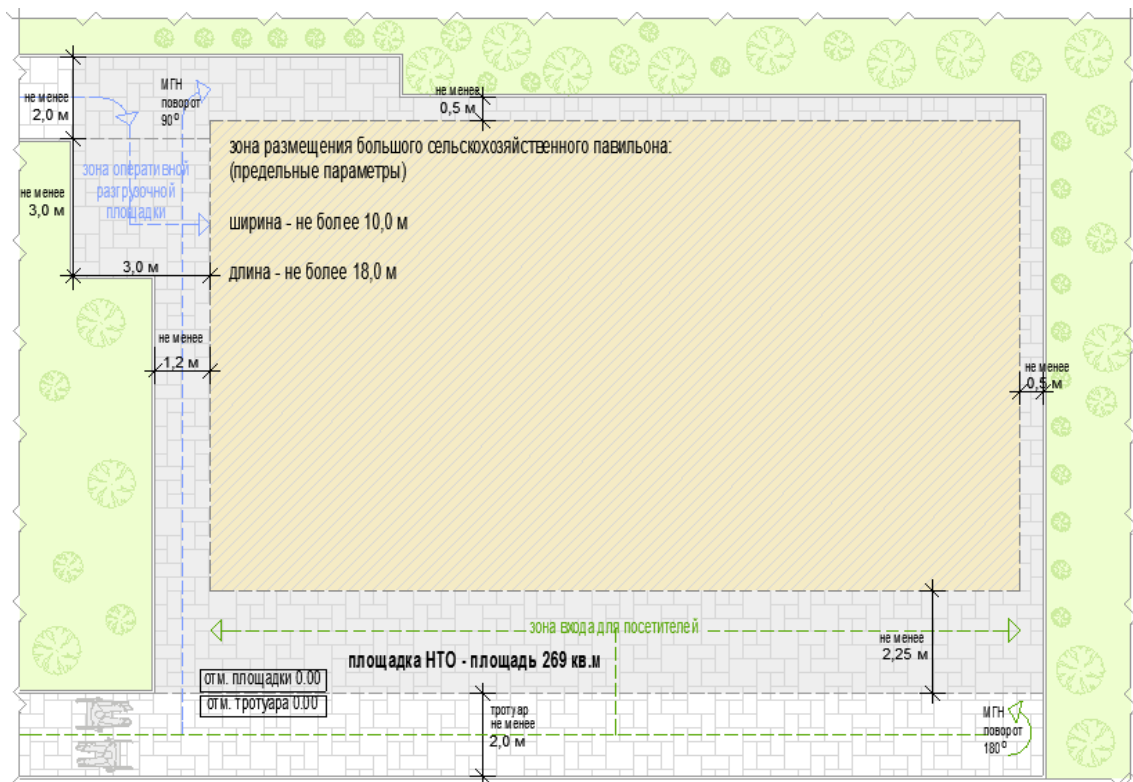 не менее
2,0 м
МГН
поворот
90°
не менее
0,5 м
зона размещения большого сельскохозяйственного павильона:
(предельные параметры)
ширина - не более 10,0 м
длина - не более 18,0 м
зона оперативной
разгрузочной
площадки
не менее
3,0 м
3,0 м
не менее
1,2 м
не менее
0,5 м
зона входа для посетителей
не менее
2,25 м
площадка НТО - площадь 269 кв.м
отм. площадки 0.00
отм. тротуара 0.00
тротуар
не менее
2,0 м
МГН
поворот
180°